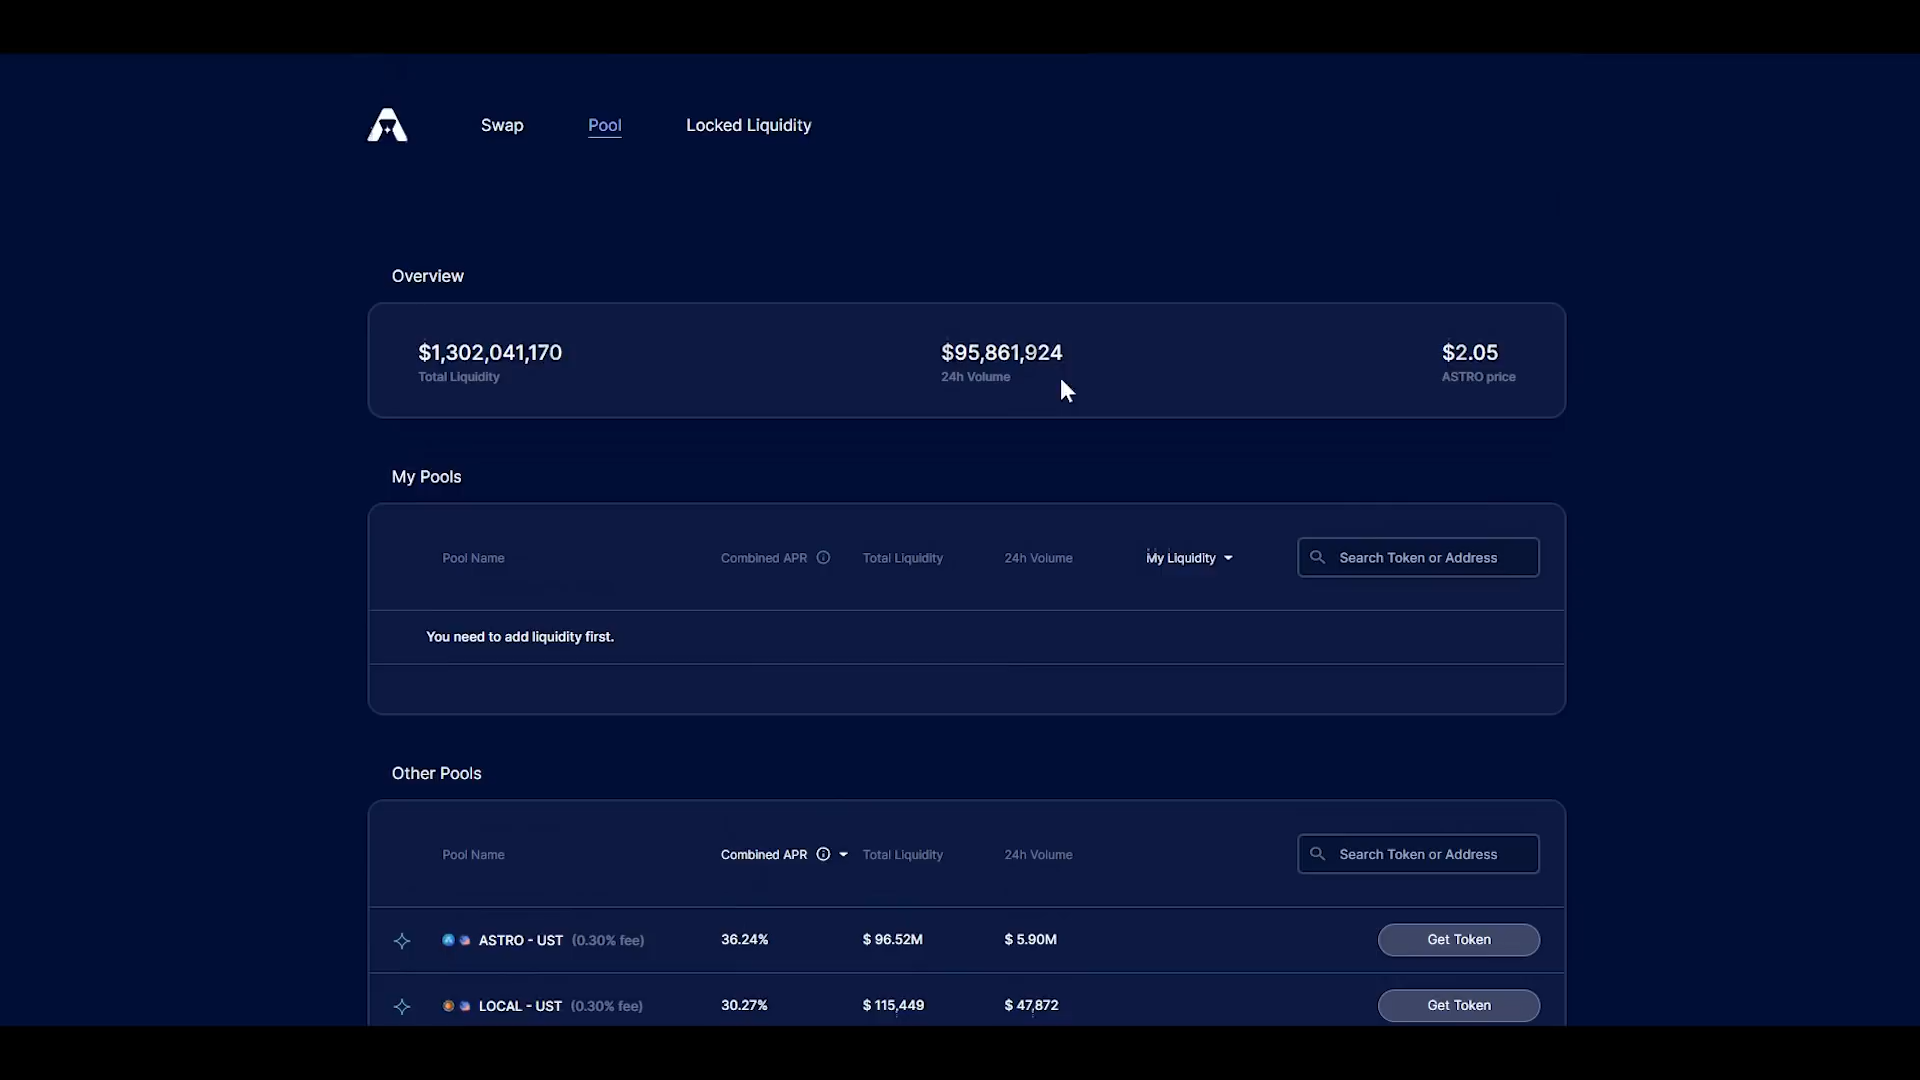 Swap Pool Locked Liquidity
Overview
$1,302,041,170 $95,861,924 $2.05
Total Liquidity 24h Volume ASTRO price
My Pools
Pool Name Combined APR Total Liquidity 24h Volume My Liquidity Search Token or Address
You need to add liquidity first.
Other Pools
Pool Name Combined APR Total Liquidity 24h Volume Search Token or Address
ASTRO - UST (0.30% fee) 36.24% $ 96.52M $ 5.90M Get Token
LOCAL - UST (0.30% fee) 30.27% $ 115,449 $ 47,872 Get Token